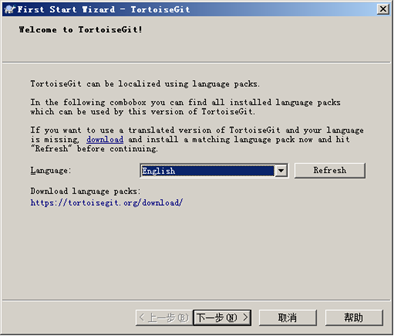 First Start Wizard - TortoiseGit
Welcome to TortoiseGit!
TortoiseGit can be localized using language packs.
In the following combobox you can find all installed language packs
which can be used by this version of TortoiseGit.
If you want to use a translated version of TortoiseGit and your language
is missing, download and install a matching language pack now and hit
"Refresh" before continuing.
Language: English Refresh
Download language packs:
https://tortoisegit.org/download/
< 上一步(B) 下一步(N) > 取消 帮助